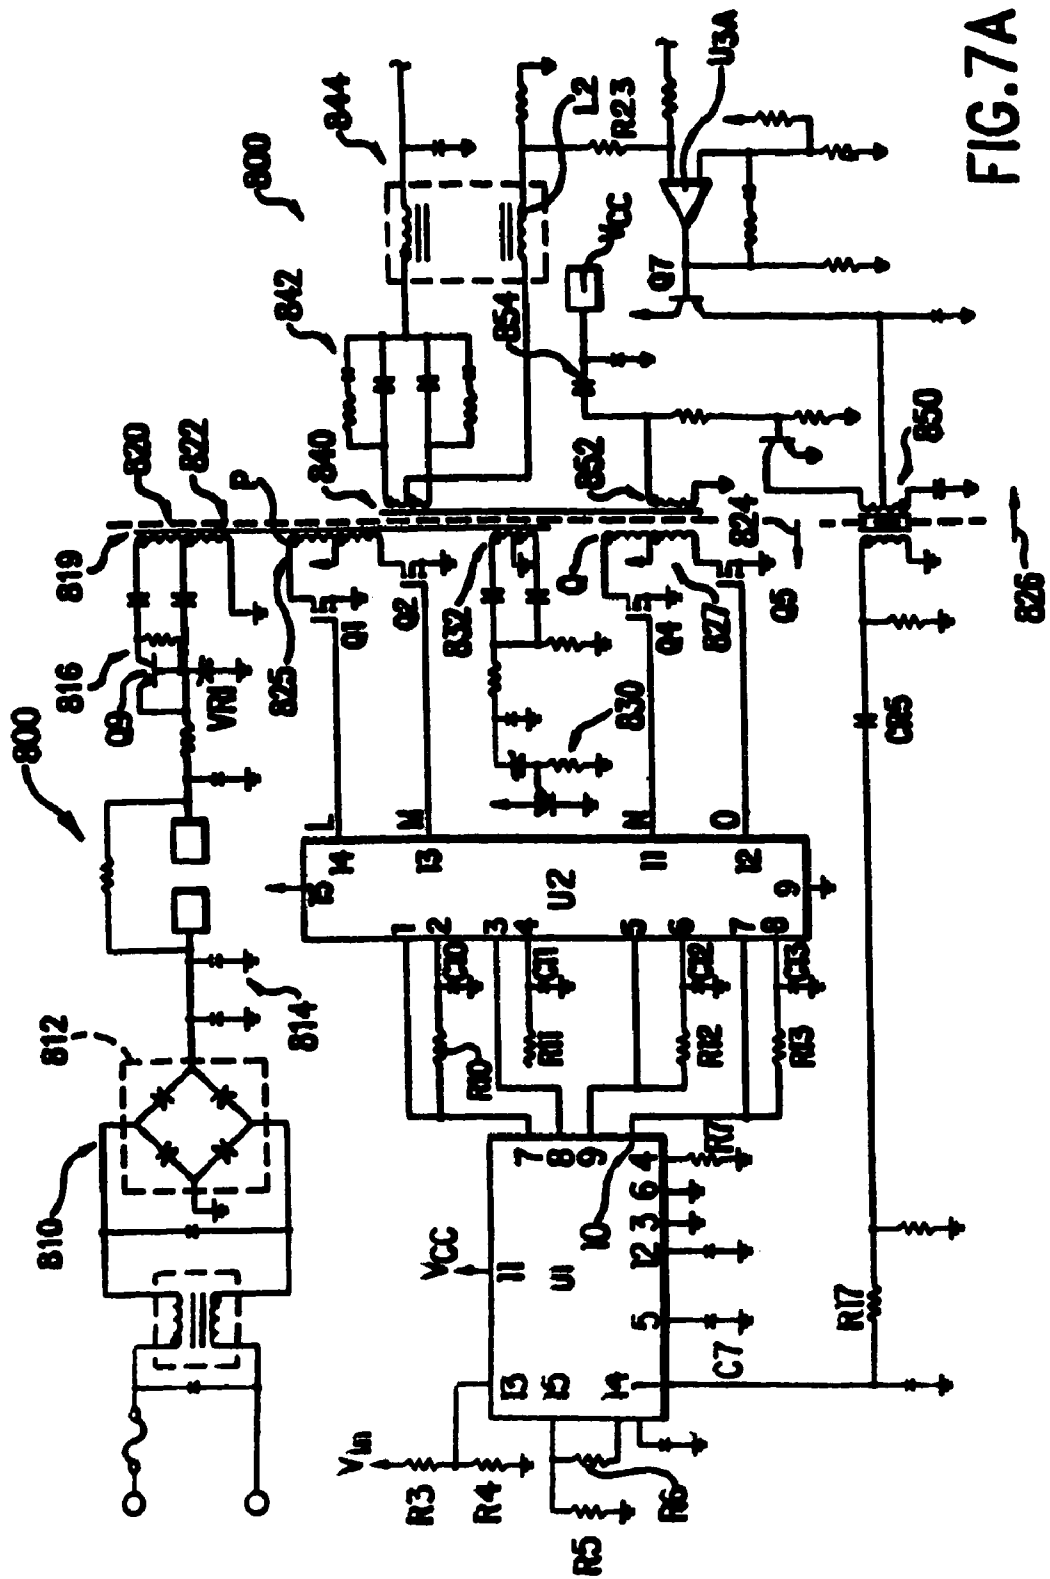 800
844
842
854
VCC
L2
R23
U3A
Q7
FIG.7A
820
822
P
840
852
824
850
826
819
816
Q9
VR1
825
Q1
Q2
832
830
Q
Q4
827
Q5
CR5
800
812
814
810
L
M
N
O
15
14
13
11
12
U2
9
1
2
3
4
5
6
7
8
C10
C11
C12
C13
R10
R11
R12
R13
7
8
9
10
R7
VCC
11
U1
4
6
3
12
5
13
15
14
C7
R17
Vin
R3
R4
R5
R6